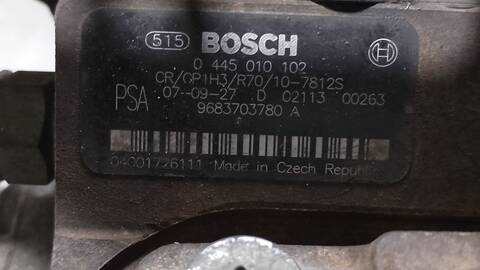 515 BOSCH
0 445 010 102
CR/CP1H3/R70/10-7812S
PSA 07-09-27 D 02113 00263
9683703780 A
04001726111 Made in Czech Republic